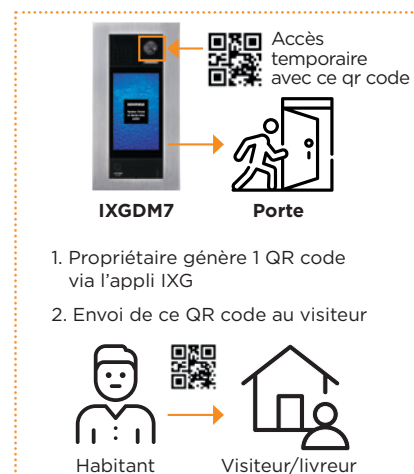 Accès
temporaire
avec ce qr code
IXGDM7
Porte
1. Propriétaire génère 1 QR code
via l'appli IXG
2. Envoi de ce QR code au visiteur
Habitant
Visiteur/livreur